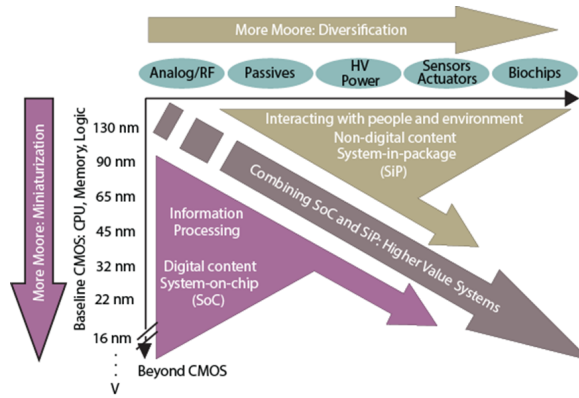 More Moore: Diversification
Analog/RF
Passives
HV
Power
Sensors
Actuators
Biochips
More Moore: Miniaturization
Baseline CMOS: CPU, Memory, Logic
130 nm
90 nm
65 nm
45 nm
32 nm
22 nm
16 nm
.
.
.
V
Beyond CMOS
Interacting with people and environment
Non-digital content
System-in-package
(SiP)
Combining SoC and SiP: Higher Value Systems
Information
Processing
Digital content
System-on-chip
(SoC)